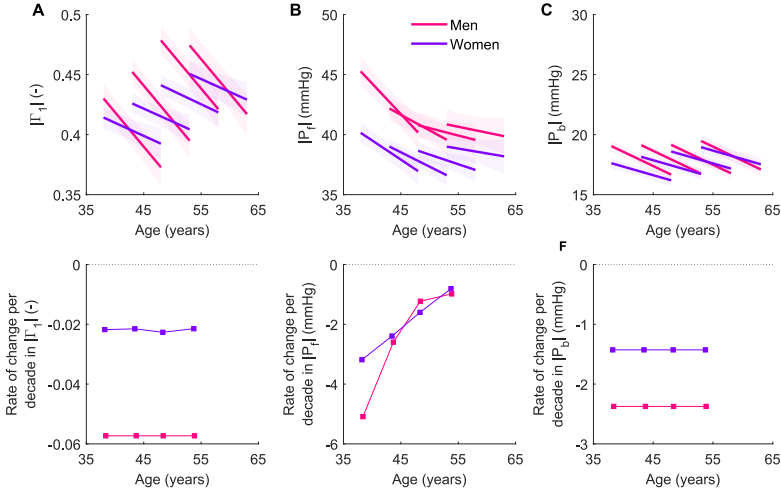 A
B
C
0.5
0.45
0.4
0.35
|Γ₁| (-)
35 45 55 65
Age (years)
50
45
40
35
|P_f| (mmHg)
Men
Women
35 45 55 65
Age (years)
30
25
20
15
|P_b| (mmHg)
35 45 55 65
Age (years)
F
0
-0.02
-0.04
-0.06
Rate of change per
decade in |Γ₁| (-)
35 45 55 65
Age (years)
0
-2
-4
-6
Rate of change per
decade in |P_f| (mmHg)
35 45 55 65
Age (years)
0
-1
-2
-3
Rate of change per
decade in |P_b| (mmHg)
35 45 55 65
Age (years)